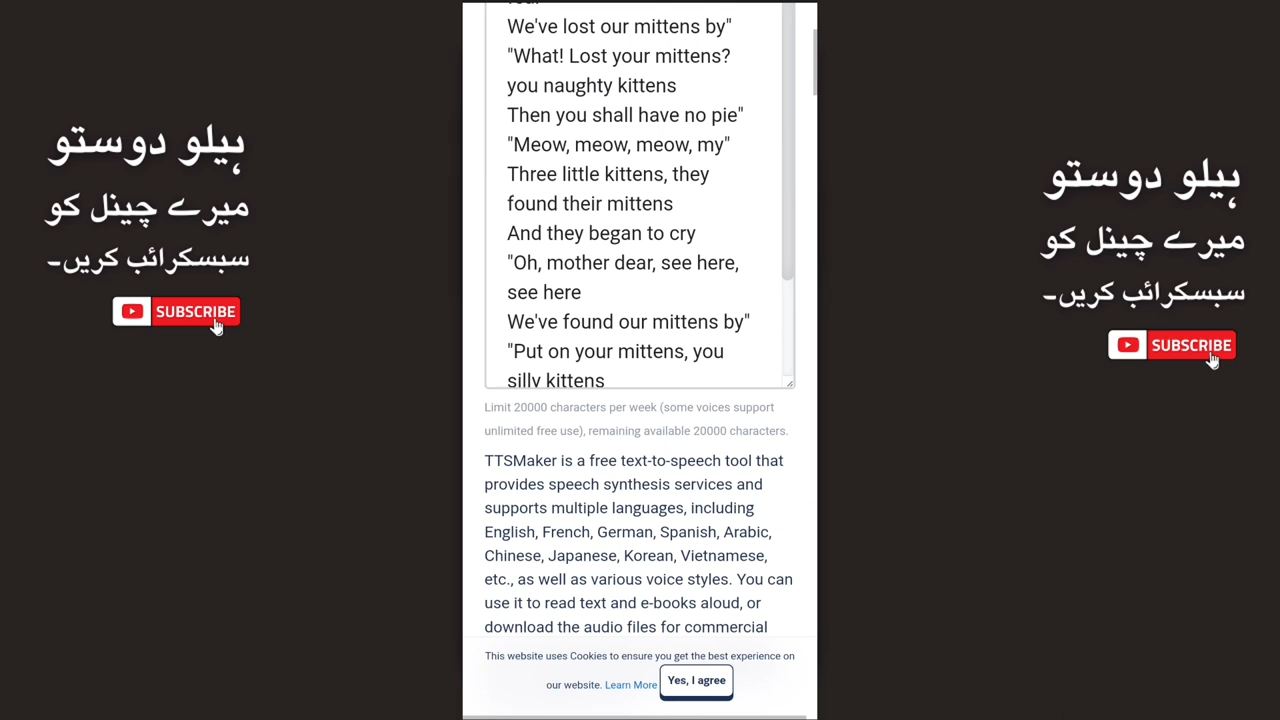 We've lost our mittens by"
"What! Lost your mittens?
you naughty kittens
Then you shall have no pie"
"Meow, meow, meow, my"
Three little kittens, they
found their mittens
And they began to cry
"Oh, mother dear, see here,
see here
We've found our mittens by"
"Put on your mittens, you
silly kittens
Limit 20000 characters per week (some voices support
unlimited free use), remaining available 20000 characters.
TTSMaker is a free text-to-speech tool that
provides speech synthesis services and
supports multiple languages, including
English, French, German, Spanish, Arabic,
Chinese, Japanese, Korean, Vietnamese,
etc., as well as various voice styles. You can
use it to read text and e-books aloud, or
download the audio files for commercial
This website uses Cookies to ensure you get the best experience on
our website. Learn More Yes, I agree
ہیلو دوستو
میرے چینل کو
سبسکرائب کریں۔
SUBSCRIBE
ہیلو دوستو
میرے چینل کو
سبسکرائب کریں۔
SUBSCRIBE